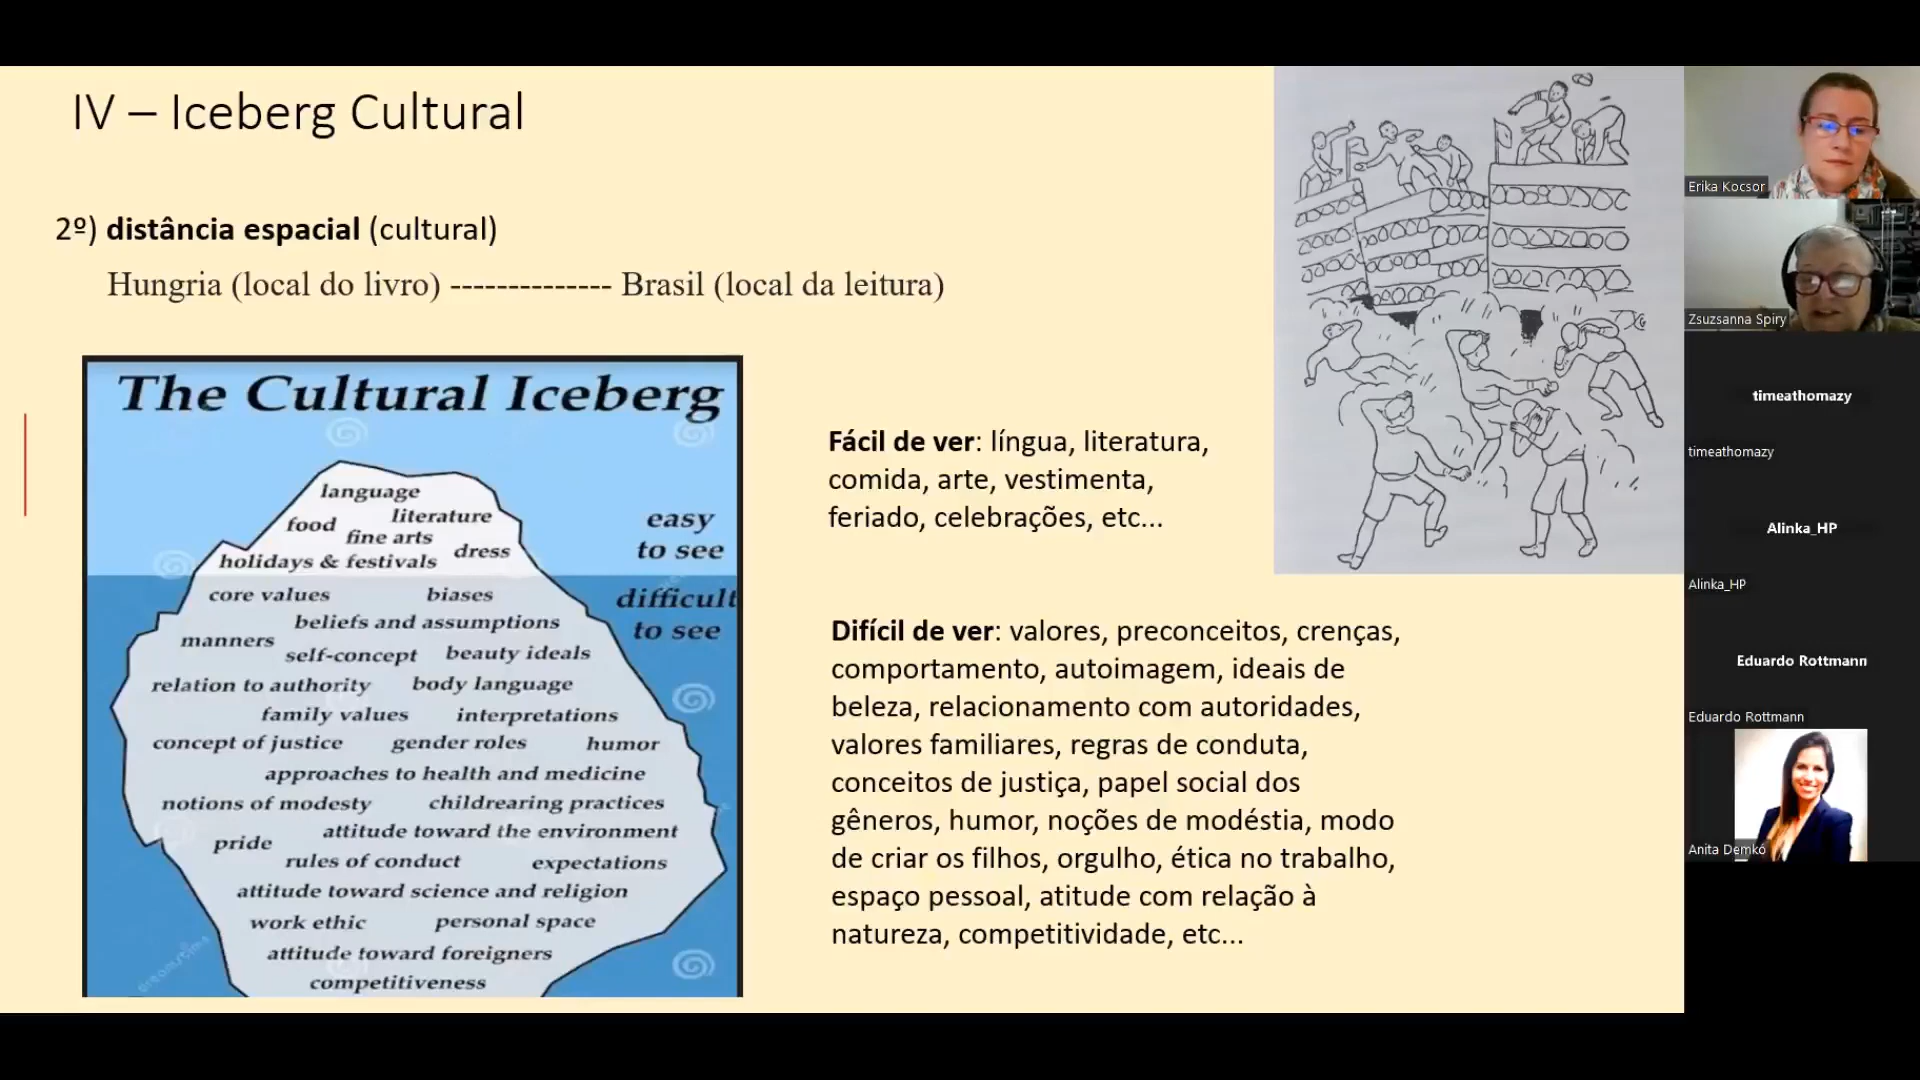 IV – Iceberg Cultural
2º) distância espacial (cultural)
Hungria (local do livro) -------------- Brasil (local da leitura)
The Cultural Iceberg
language
literature
food
fine arts
dress
holidays & festivals
easy
to see
difficult
to see
core values
biases
beliefs and assumptions
manners
self-concept
beauty ideals
relation to authority
body language
family values
interpretations
concept of justice
gender roles
humor
approaches to health and medicine
notions of modesty
childrearing practices
attitude toward the environment
pride
rules of conduct
expectations
attitude toward science and religion
work ethic
personal space
attitude toward foreigners
competitiveness
dreamstime
Fácil de ver: língua, literatura,
comida, arte, vestimenta,
feriado, celebrações, etc...
Difícil de ver: valores, preconceitos, crenças,
comportamento, autoimagem, ideais de
beleza, relacionamento com autoridades,
valores familiares, regras de conduta,
conceitos de justiça, papel social dos
gêneros, humor, noções de modéstia, modo
de criar os filhos, orgulho, ética no trabalho,
espaço pessoal, atitude com relação à
natureza, competitividade, etc...
Erika Kocsor
Zsuzsanna Spiry
timeathomazy
timeathomazy
Alinka_HP
Alinka_HP
Eduardo Rottmann
Eduardo Rottmann
Anita Demkó